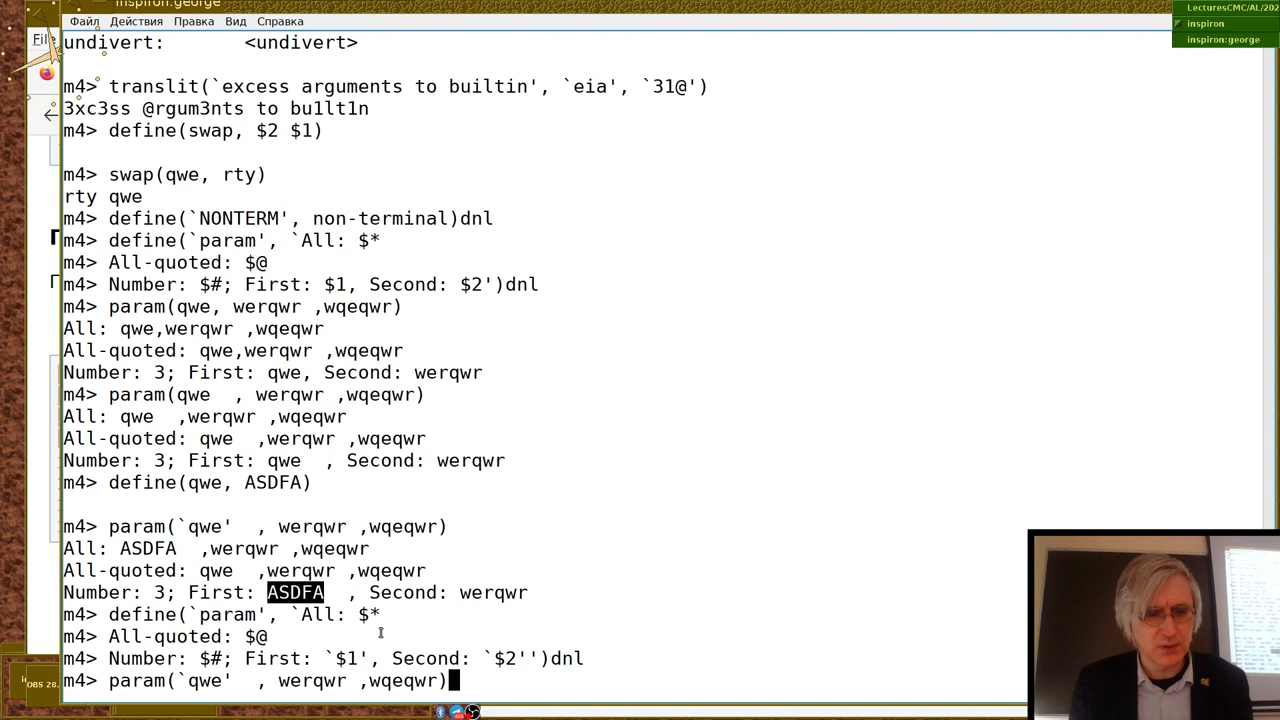 inspiron:george
LecturesCMC/AL/202
inspiron
inspiron:george
Файл Действия Правка Вид Справка
undivert:        <undivert>
m4> translit(`excess arguments to builtin', `eia', `31@')
3xc3ss @rgum3nts to bu1lt1n
m4> define(swap, $2 $1)
m4> swap(qwe, rty)
rty qwe
m4> define(`NONTERM', non-terminal)dnl
m4> define(`param', `All: $*
m4> All-quoted: $@
m4> Number: $#; First: $1, Second: $2')dnl
m4> param(qwe, werqwr ,wqeqwr)
All: qwe,werqwr ,wqeqwr
All-quoted: qwe,werqwr ,wqeqwr
Number: 3; First: qwe, Second: werqwr
m4> param(qwe  , werqwr ,wqeqwr)
All: qwe  ,werqwr ,wqeqwr
All-quoted: qwe  ,werqwr ,wqeqwr
Number: 3; First: qwe  , Second: werqwr
m4> define(qwe, ASDFA)
m4> param(`qwe'  , werqwr ,wqeqwr)
All: ASDFA  ,werqwr ,wqeqwr
All-quoted: qwe  ,werqwr ,wqeqwr
Number: 3; First: ASDFA  , Second: werqwr
m4> define(`param', `All: $*
m4> All-quoted: $@
m4> Number: $#; First: `$1', Second: `$2'')dnl
m4> param(`qwe'  , werqwr ,wqeqwr)